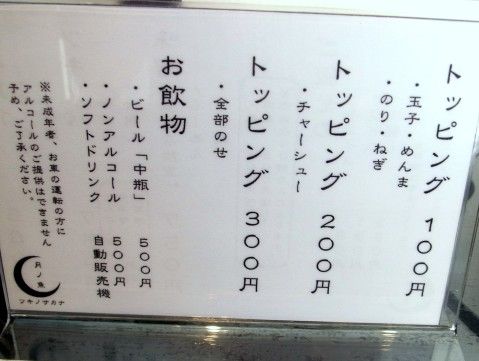 トッピング 100円
・玉子・めんま
・のり・ねぎ
トッピング 200円
・チャーシュー
トッピング 300円
・全部のせ
お飲物
・ビール「中瓶」 500円
・ノンアルコール 500円
・ソフトドリンク 自動販売機
※未成年者、お車の運転の方に
アルコールのご提供はできません
予め、ご了承ください。
月ノ魚
ツキノサカナ